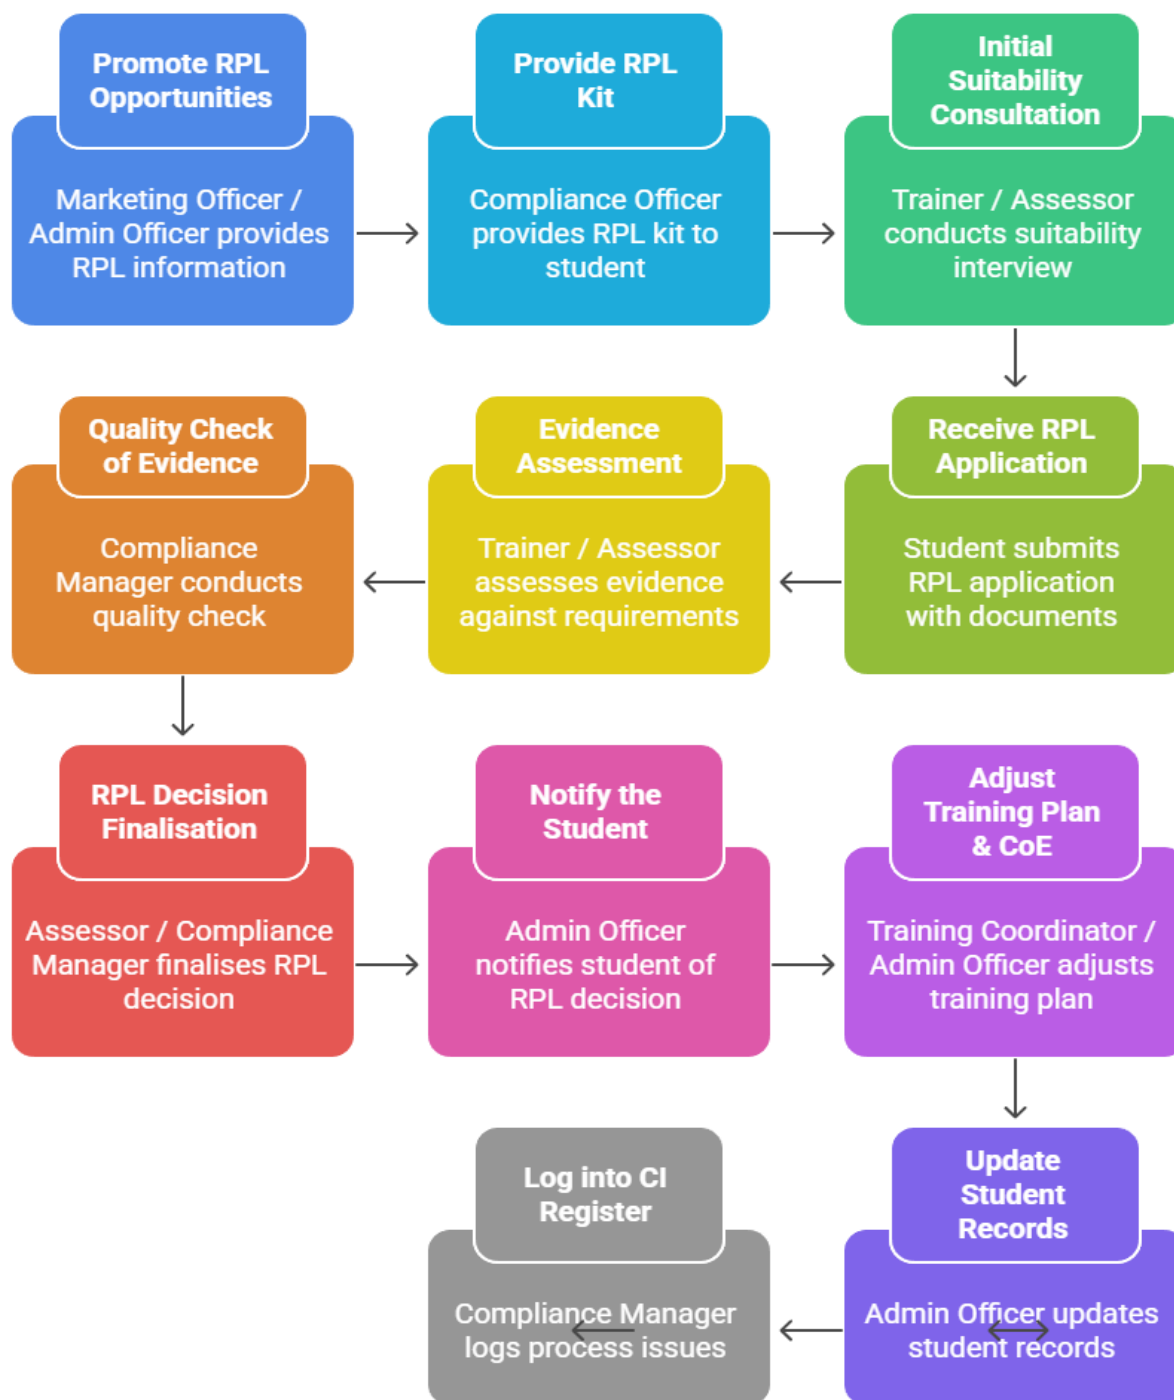 Promote RPL
Opportunities
Marketing Officer /
Admin Officer provides
RPL information
Provide RPL
Kit
Compliance Officer
provides RPL kit to
student
Initial
Suitability
Consultation
Trainer / Assessor
conducts suitability
interview
Receive RPL
Application
Student submits
RPL application
with documents
Evidence
Assessment
Trainer / Assessor
assesses evidence
against requirements
Quality Check
of Evidence
Compliance
Manager conducts
quality check
RPL Decision
Finalisation
Assessor / Compliance
Manager finalises RPL
decision
Notify the
Student
Admin Officer
notifies student of
RPL decision
Adjust
Training Plan
& CoE
Training Coordinator /
Admin Officer adjusts
training plan
Update
Student
Records
Admin Officer updates
student records
Log into CI
Register
Compliance Manager
logs process issues